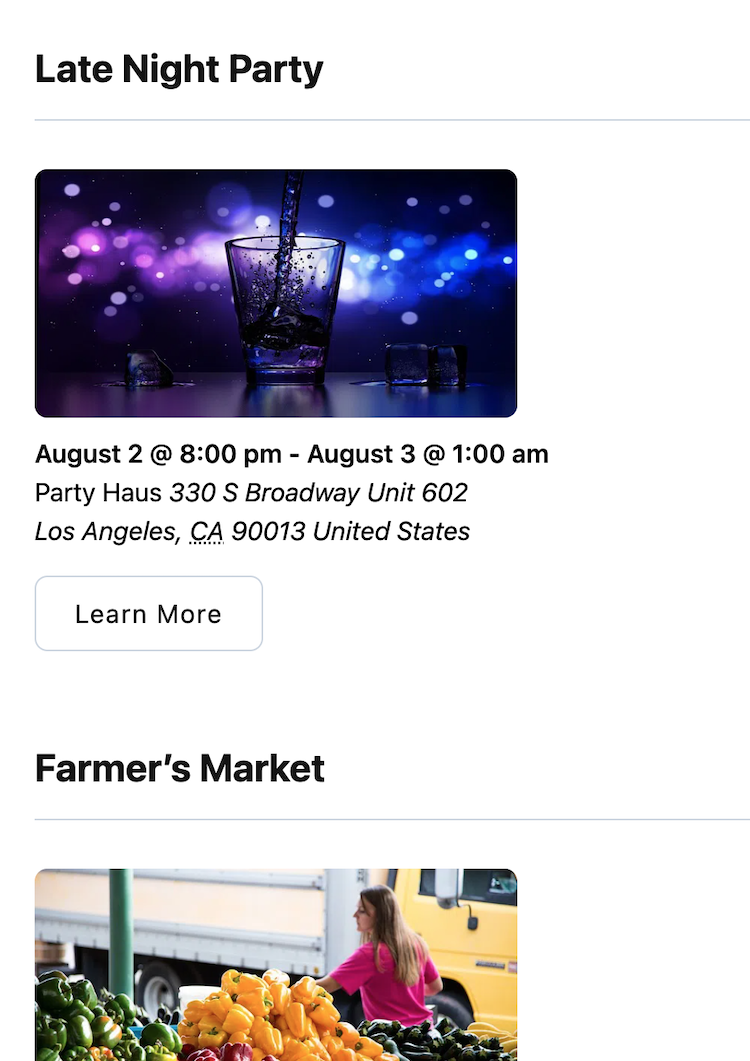 Late Night Party
August 2 @ 8:00 pm - August 3 @ 1:00 am
Party Haus 330 S Broadway Unit 602
Los Angeles, CA 90013 United States
Learn More
Farmer’s Market